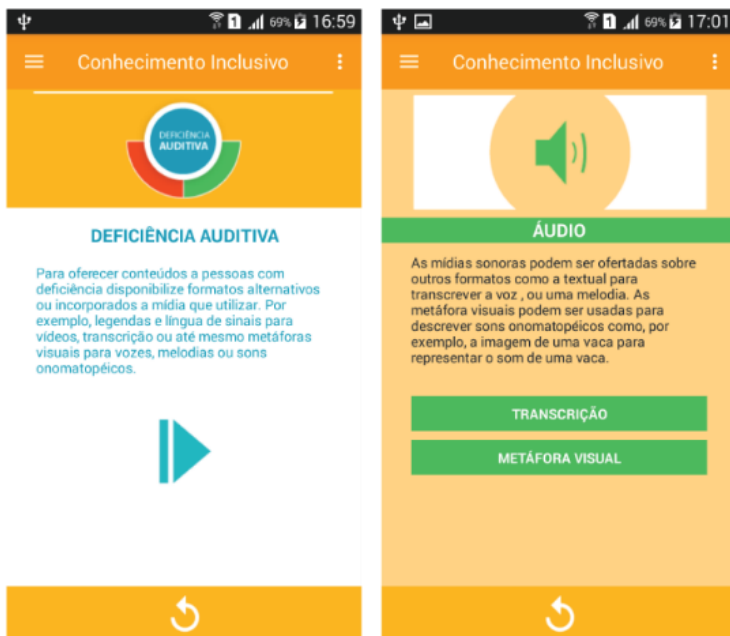 69% 16:59
Conhecimento Inclusivo
DEFICIÊNCIA
AUDITIVA
DEFICIÊNCIA AUDITIVA
Para oferecer conteúdos a pessoas com
deficiência disponibilize formatos alternativos
ou incorporados a mídia que utilizar. Por
exemplo, legendas e língua de sinais para
vídeos, transcrição ou até mesmo metáforas
visuais para vozes, melodias ou sons
onomatopéicos.
1 69% 17:01
Conhecimento Inclusivo
ÁUDIO
As mídias sonoras podem ser ofertadas sobre
outros formatos como a textual para
transcrever a voz , ou uma melodia. As
metáfora visuais podem ser usadas para
descrever sons onomatopéicos como, por
exemplo, a imagem de uma vaca para
representar o som de uma vaca.
TRANSCRIÇÃO
METÁFORA VISUAL